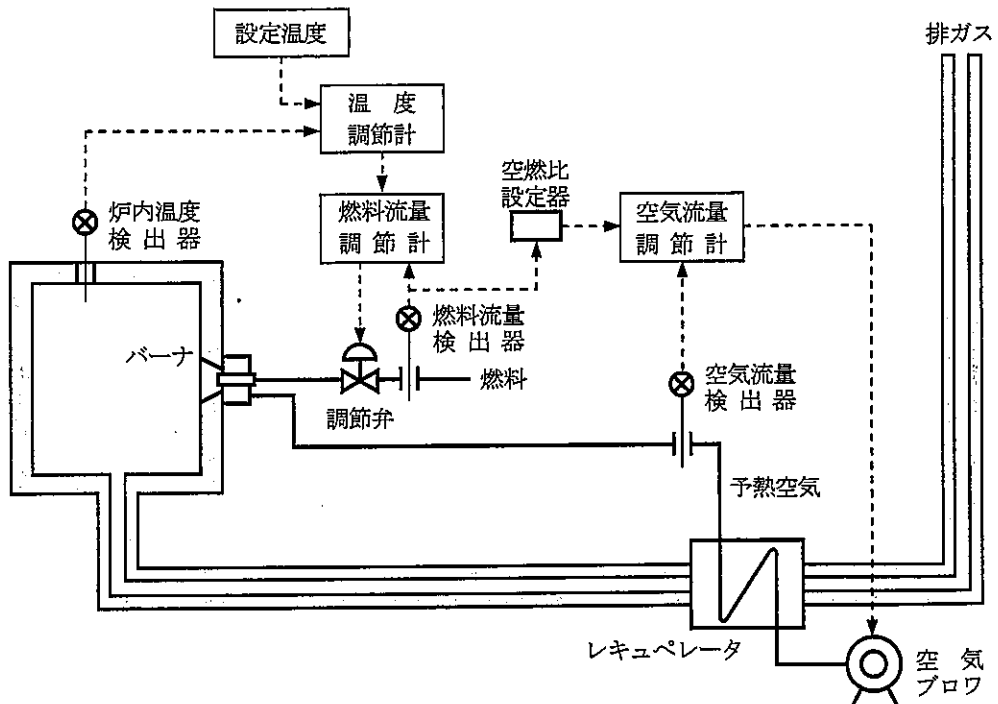 設定温度
排ガス
温度
調節計
空燃比
設定器
炉内温度
検出器
燃料流量
調節計
空気流量
調節計
燃料流量
検出器
バーナ
燃料
空気流量
検出器
調節弁
予熱空気
レキュペレータ
空気
ブロワ